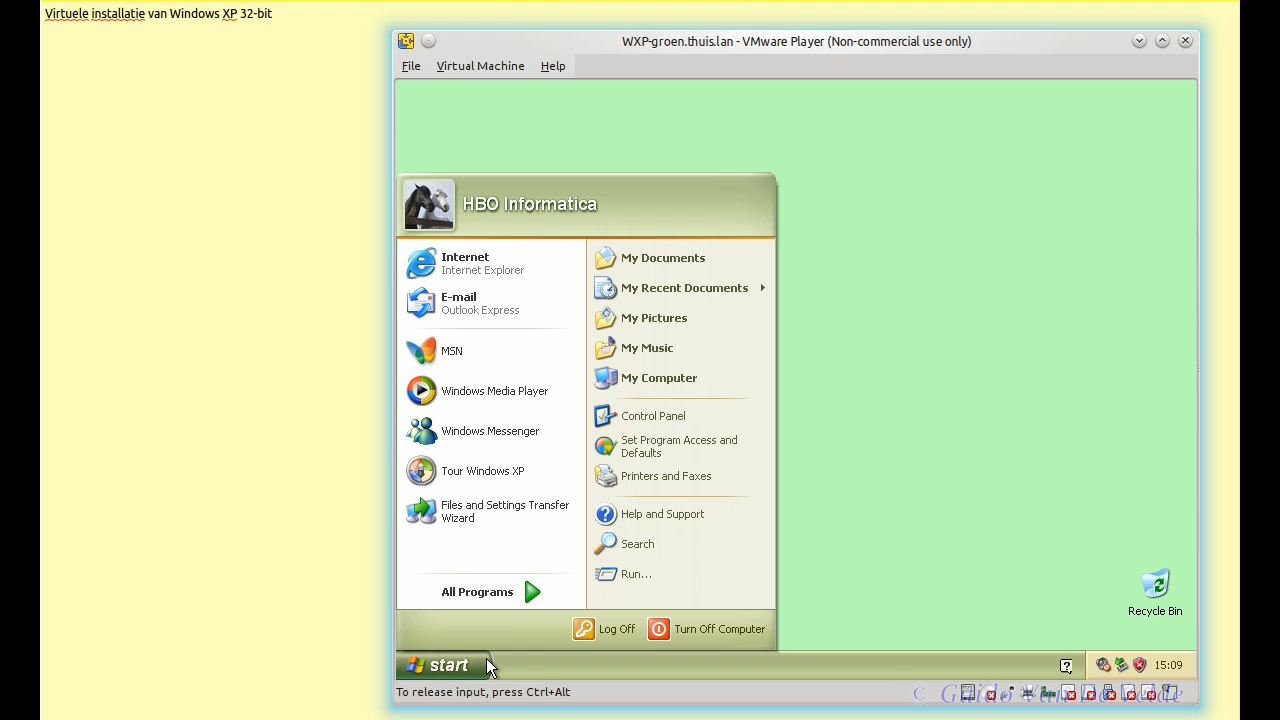 Virtuele installatie van Windows XP 32-bit
WXP-groen.thuis.lan - VMware Player (Non-commercial use only)
File Virtual Machine Help
HBO Informatica
Internet
Internet Explorer
E-mail
Outlook Express
MSN
Windows Media Player
Windows Messenger
Tour Windows XP
Files and Settings Transfer
Wizard
All Programs
My Documents
My Recent Documents
My Pictures
My Music
My Computer
Control Panel
Set Program Access and
Defaults
Printers and Faxes
Help and Support
Search
Run...
Log Off Turn Off Computer
Recycle Bin
start
15:09
To release input, press Ctrl+Alt
© Guido Van De Velde